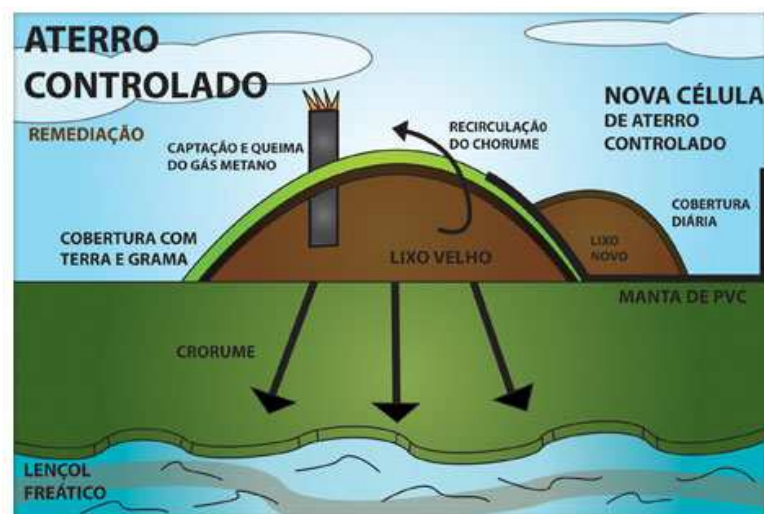 ATERRO
CONTROLADO
REMEDIAÇÃO
CAPTAÇÃO E QUEIMA
DO GÁS METANO
RECIRCULAÇÃO
DO CHORUME
NOVA CÉLULA
DE ATERRO
CONTROLADO
COBERTURA
DIÁRIA
COBERTURA COM
TERRA E GRAMA
LIXO VELHO
LIXO
NOVO
MANTA DE PVC
CRORUME
LENÇOL
FREÁTICO